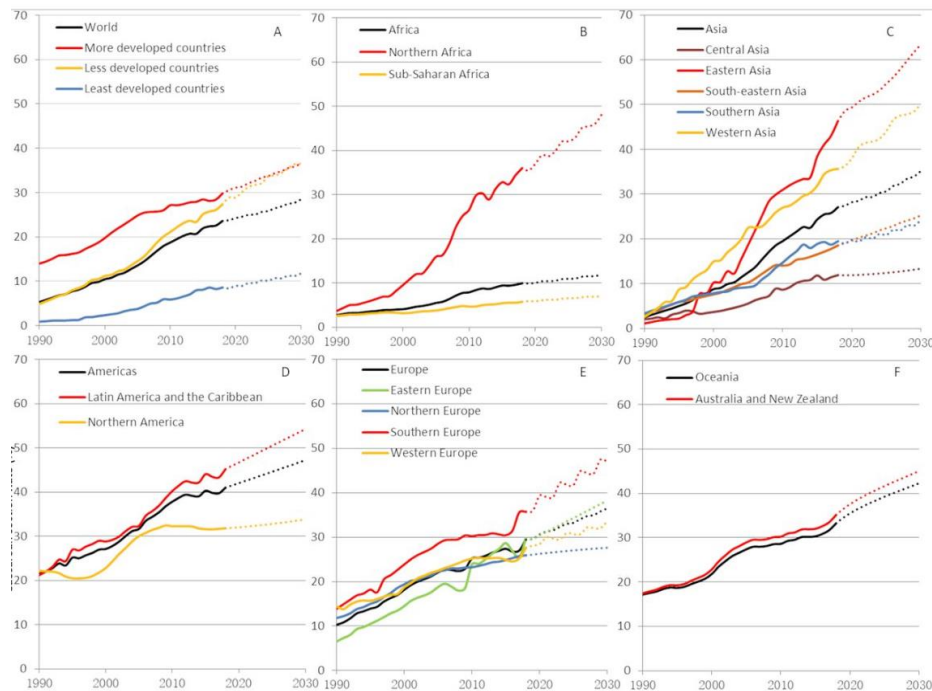 70
60
50
40
30
20
10
0
1990 2000 2010 2020 2030
World
More developed countries
Less developed countries
Least developed countries
A
70
60
50
40
30
20
10
0
1990 2000 2010 2020 2030
Africa
Northern Africa
Sub-Saharan Africa
B
70
60
50
40
30
20
10
0
1990 2000 2010 2020 2030
Asia
Central Asia
Eastern Asia
South-eastern Asia
Southern Asia
Western Asia
C
70
60
50
40
30
20
10
0
1990 2000 2010 2020 2030
Americas
Latin America and the Caribbean
Northern America
D
70
60
50
40
30
20
10
0
1990 2000 2010 2020 2030
Europe
Eastern Europe
Northern Europe
Southern Europe
Western Europe
E
70
60
50
40
30
20
10
0
1990 2000 2010 2020 2030
Oceania
Australia and New Zealand
F